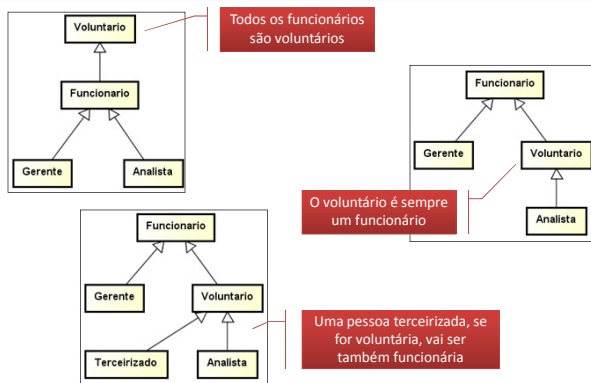 Voluntario
Todos os funcionários
são voluntários
Funcionario
Gerente
Analista
Funcionario
Gerente
Voluntario
Analista
O voluntário é sempre
um funcionário
Funcionario
Gerente
Voluntario
Terceirizado
Analista
Uma pessoa terceirizada, se
for voluntária, vai ser
também funcionária